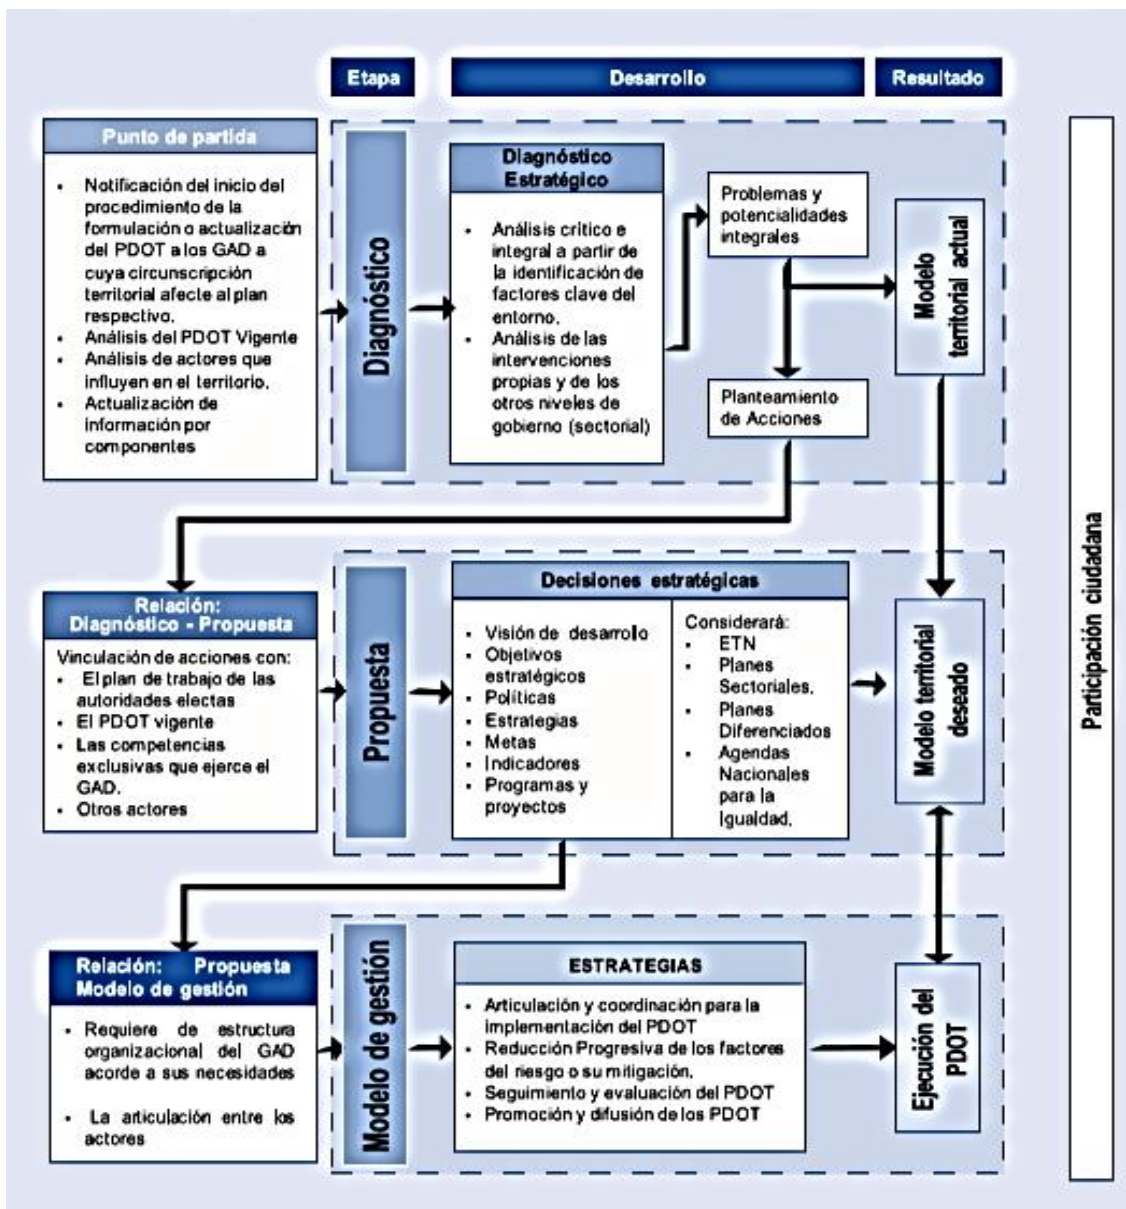 Etapa
Desarrollo
Resultado
Punto de partida
• Notificación del inicio del
procedimiento de la
formulación o actualización
del PDOT a los GAD a
cuya circunscripción
territorial afecte al plan
respectivo.
• Análisis del PDOT Vigente
• Análisis de actores que
influyen en el territorio.
• Actualización de
información por
componentes
Diagnóstico
Diagnóstico
Estratégico
• Análisis crítico e
integral a partir de
la identificación de
factores clave del
entorno.
• Análisis de las
intervenciones
propias y de los
otros niveles de
gobierno (sectorial)
Problemas y
potencialidades
integrales
Planteamiento
de Acciones
Modelo
territorial actual
Relación:
Diagnóstico - Propuesta
Vinculación de acciones con:
• El plan de trabajo de las
autoridades electas
• El PDOT vigente
• Las competencias
exclusivas que ejerce el
GAD.
• Otros actores
Propuesta
Decisiones estratégicas
• Visión de desarrollo
• Objetivos
estratégicos
• Políticas
• Estrategias
• Metas
• Indicadores
• Programas y
proyectos
Considerará:
• ETN
• Planes
Sectoriales.
• Planes
Diferenciados
• Agendas
Nacionales
para la
Igualdad.
Modelo territorial
deseado
Relación: Propuesta
Modelo de gestión
• Requiere de estructura
organizacional del GAD
acorde a sus necesidades
• La articulación entre los
actores
Modelo de gestión
ESTRATEGIAS
• Articulación y coordinación para la
implementación del PDOT
• Reducción Progresiva de los factores
del riesgo o su mitigación.
• Seguimiento y evaluación del PDOT
• Promoción y difusión de los PDOT
Ejecución del
PDOT
Participación ciudadana